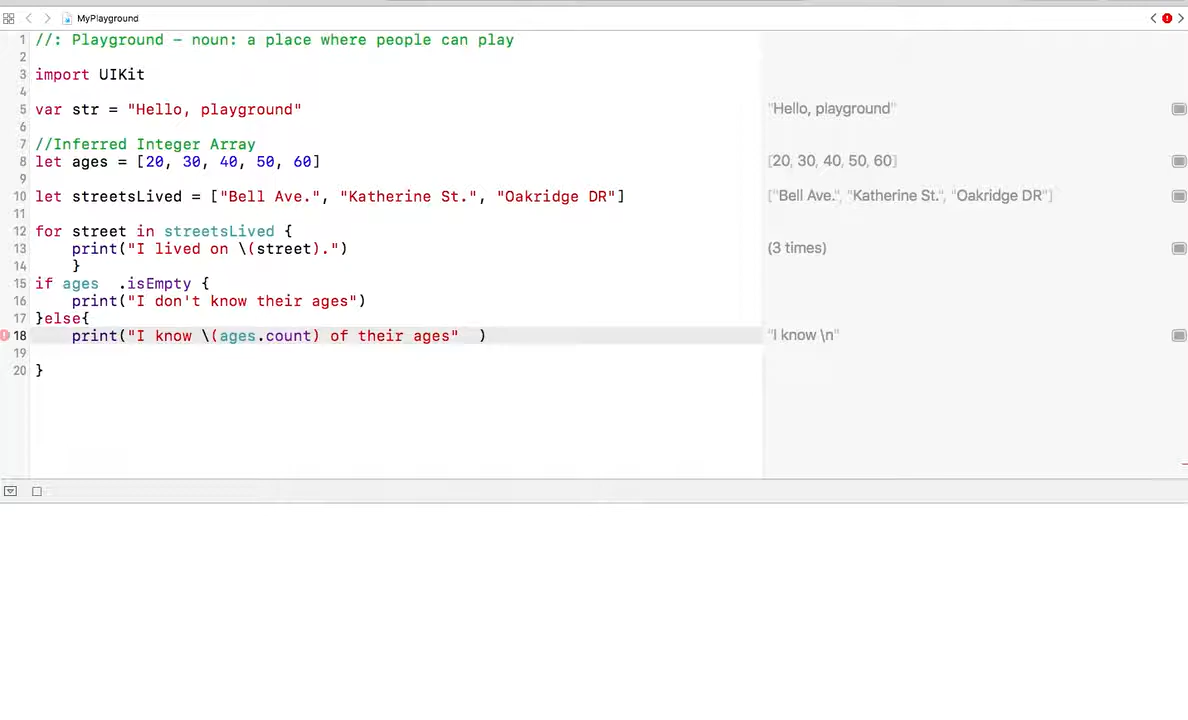 MyPlayground
1 //: Playground - noun: a place where people can play
2
3 import UIKit
4
5 var str = "Hello, playground"
"Hello, playground"
6
7 //Inferred Integer Array
8 let ages = [20, 30, 40, 50, 60]
[20, 30, 40, 50, 60]
9
10 let streetsLived = ["Bell Ave.", "Katherine St.", "Oakridge DR"]
["Bell Ave.", "Katherine St.", "Oakridge DR"]
11
12 for street in streetsLived {
13 print("I lived on \(street).")
(3 times)
14 }
15 if ages  .isEmpty {
16 print("I don't know their ages")
17 }else{
18 print("I know \(ages.count) of their ages"  )
"I know \n"
19
20 }